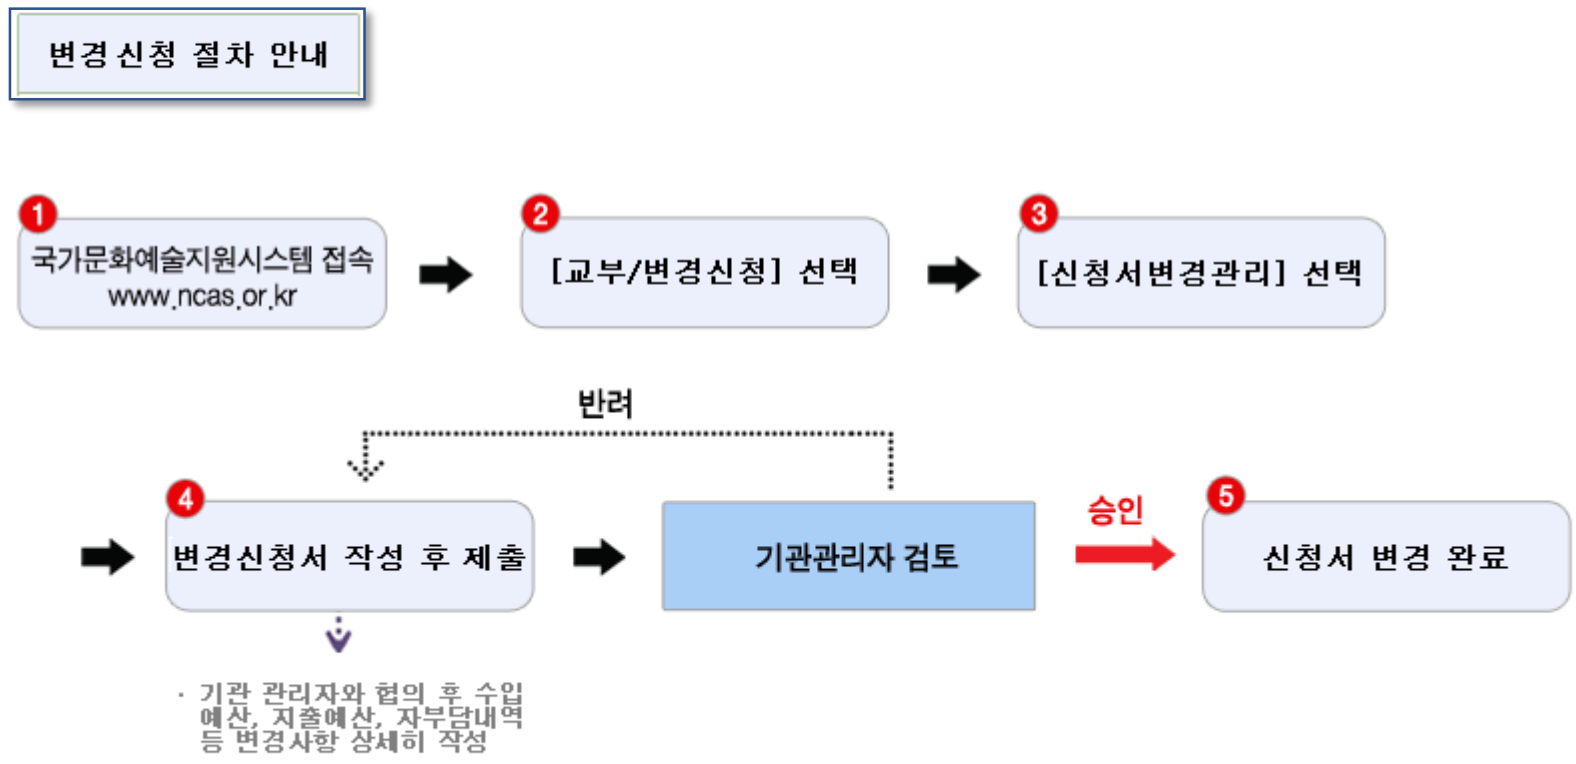 변경신청 절차 안내
1
국가문화예술지원시스템 접속
www.ncas.or.kr
2
[교부/변경신청] 선택
3
[신청서변경관리] 선택
반려
4
변경신청서 작성 후 제출
기관관리자 검토
승인
5
신청서 변경 완료
· 기관 관리자와 협의 후 수입
예산, 지출예산, 자부담내역
등 변경사항 상세히 작성